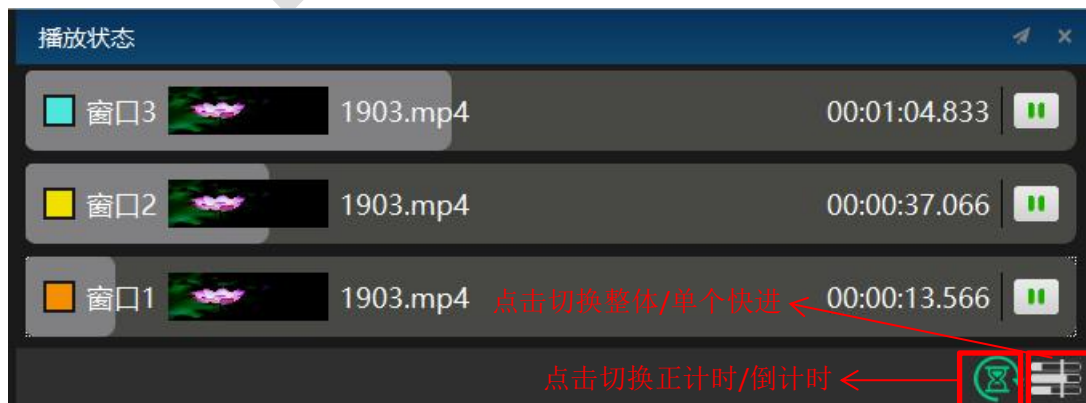 播放状态
窗口3 1903.mp4 00:01:04.833
窗口2 1903.mp4 00:00:37.066
窗口1 1903.mp4 点击切换整体/单个快进 00:00:13.566
点击切换正计时/倒计时